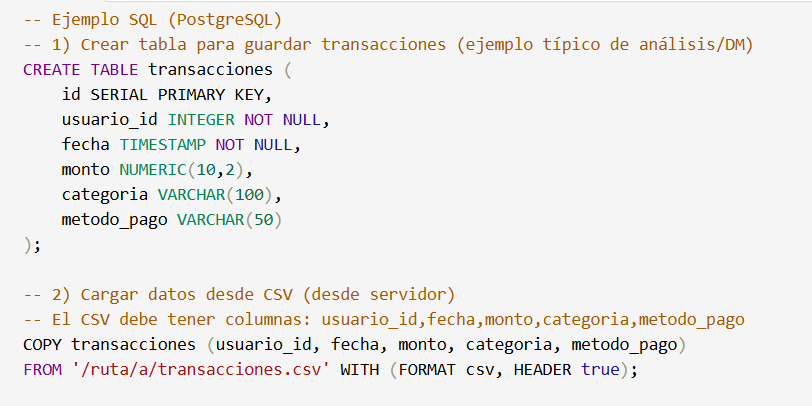 -- Ejemplo SQL (PostgreSQL)
-- 1) Crear tabla para guardar transacciones (ejemplo típico de análisis/DM)
CREATE TABLE transacciones (
    id SERIAL PRIMARY KEY,
    usuario_id INTEGER NOT NULL,
    fecha TIMESTAMP NOT NULL,
    monto NUMERIC(10,2),
    categoria VARCHAR(100),
    metodo_pago VARCHAR(50)
);

-- 2) Cargar datos desde CSV (desde servidor)
-- El CSV debe tener columnas: usuario_id,fecha,monto,categoria,metodo_pago
COPY transacciones (usuario_id, fecha, monto, categoria, metodo_pago)
FROM '/ruta/a/transacciones.csv' WITH (FORMAT csv, HEADER true);